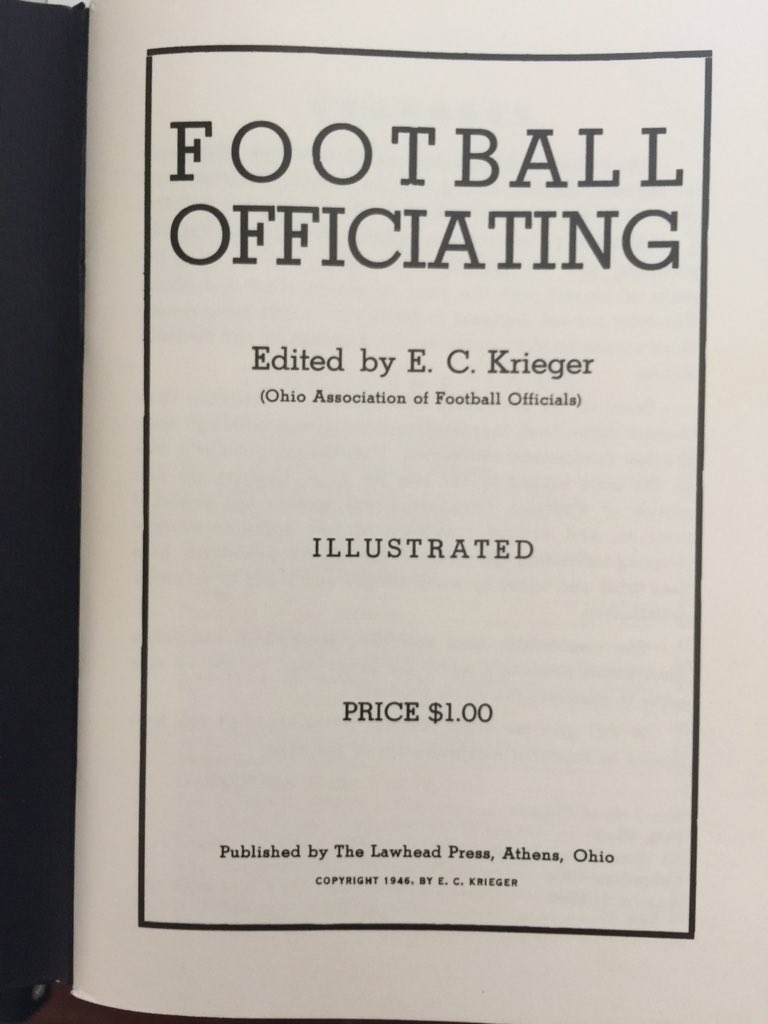 FOOTBALL
OFFICIATING
Edited by E. C. Krieger
(Ohio Association of Football Officials)
ILLUSTRATED
PRICE $1.00
Published by The Lawhead Press, Athens, Ohio
COPYRIGHT 1946, BY E. C. KRIEGER